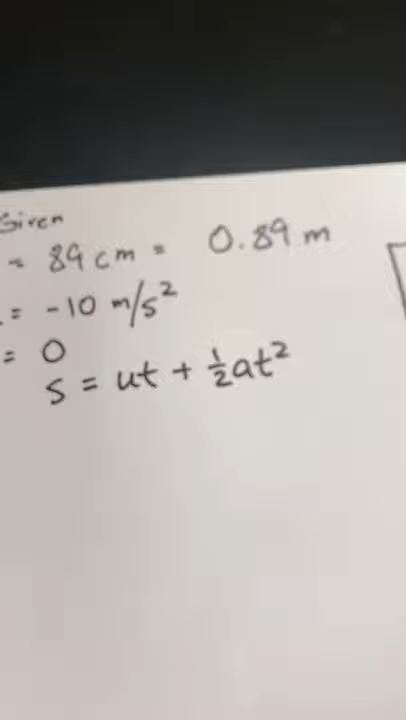 Given
= 89 cm = 0.89 m
= -10 m/s²
= 0
s = ut + ½at²